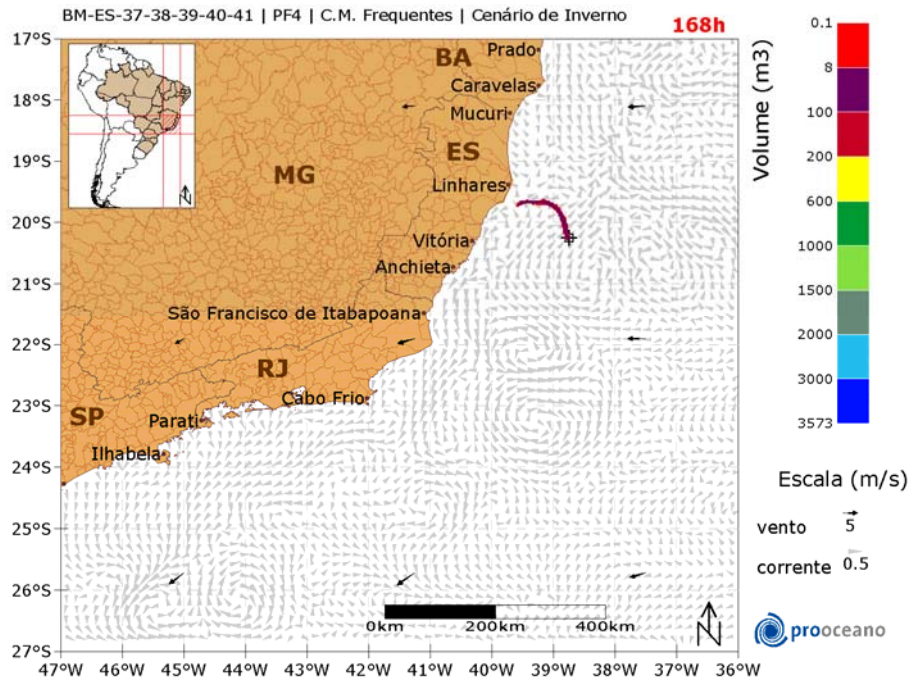 BM-ES-37-38-39-40-41 | PF4 | C.M. Frequentes | Cenário de Inverno
168h
17°S
18°S
19°S
20°S
21°S
22°S
23°S
24°S
25°S
26°S
27°S
BA
Prado
Caravelas
Mucuri
ES
MG
Linhares
Vitória
Anchieta
São Francisco de Itabapoana
RJ
Cabo Frio
SP
Parati
Ilhabela
N
0km
200km
400km
N
47°W
46°W
45°W
44°W
43°W
42°W
41°W
40°W
39°W
38°W
37°W
36°W
Volume (m3)
0.1
8
100
200
600
1000
1500
2000
3000
3573
Escala (m/s)
vento 5
corrente 0.5
prooceano